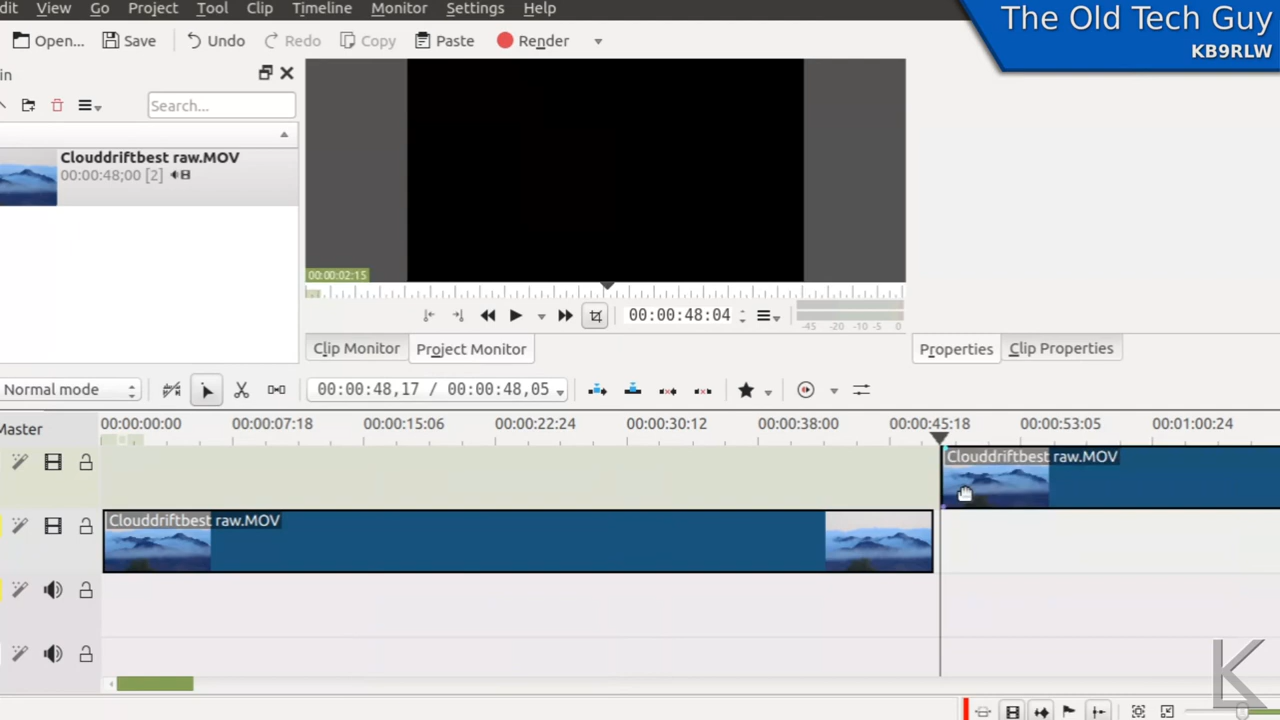 dit View Go Project Tool Clip Timeline Monitor Settings Help
The Old Tech Guy
KB9RLW
Open... Save Undo Redo Copy Paste Render
in
Search...
Clouddriftbest raw.MOV
00:00:48;00 [2]
00:00:02:15
00:00:48:04
-45 -20 -10 -5 0
Clip Monitor Project Monitor Properties Clip Properties
Normal mode 00:00:48,17 / 00:00:48,05
Master 00:00:00:00 00:00:07:18 00:00:15:06 00:00:22:24 00:00:30:12 00:00:38:00 00:00:45:18 00:00:53:05 00:01:00:24
Clouddriftbest raw.MOV
Clouddriftbest raw.MOV
K